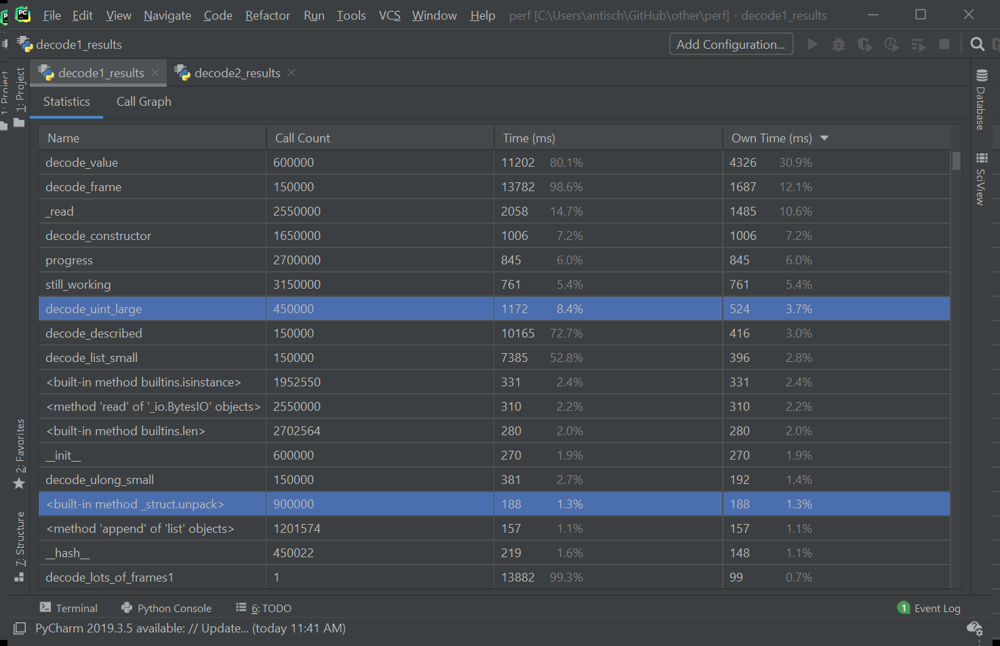 PC File Edit View Navigate Code Refactor Run Tools VCS Window Help perf [C:\Users\antisch\GitHub\other\perf] - decode1_results
decode1_results Add Configuration...
decode1_results decode2_results
Statistics Call Graph
Name Call Count Time (ms) Own Time (ms)
decode_value 600000 11202 80.1% 4326 30.9%
decode_frame 150000 13782 98.6% 1687 12.1%
_read 2550000 2058 14.7% 1485 10.6%
decode_constructor 1650000 1006 7.2% 1006 7.2%
progress 2700000 845 6.0% 845 6.0%
still_working 3150000 761 5.4% 761 5.4%
decode_uint_large 450000 1172 8.4% 524 3.7%
decode_described 150000 10165 72.7% 416 3.0%
decode_list_small 150000 7385 52.8% 396 2.8%
<built-in method builtins.isinstance> 1952550 331 2.4% 331 2.4%
<method 'read' of '_io.BytesIO' objects> 2550000 310 2.2% 310 2.2%
<built-in method builtins.len> 2702564 280 2.0% 280 2.0%
__init__ 600000 270 1.9% 270 1.9%
decode_ulong_small 150000 381 2.7% 192 1.4%
<built-in method _struct.unpack> 900000 188 1.3% 188 1.3%
<method 'append' of 'list' objects> 1201574 157 1.1% 157 1.1%
__hash__ 450022 219 1.6% 148 1.1%
decode_lots_of_frames1 1 13882 99.3% 99 0.7%
1: Project
1: Project
2: Favorites
7: Structure
Database
SciView
Terminal Python Console 6: TODO 1 Event Log
PyCharm 2019.3.5 available: // Update... (today 11:41 AM)